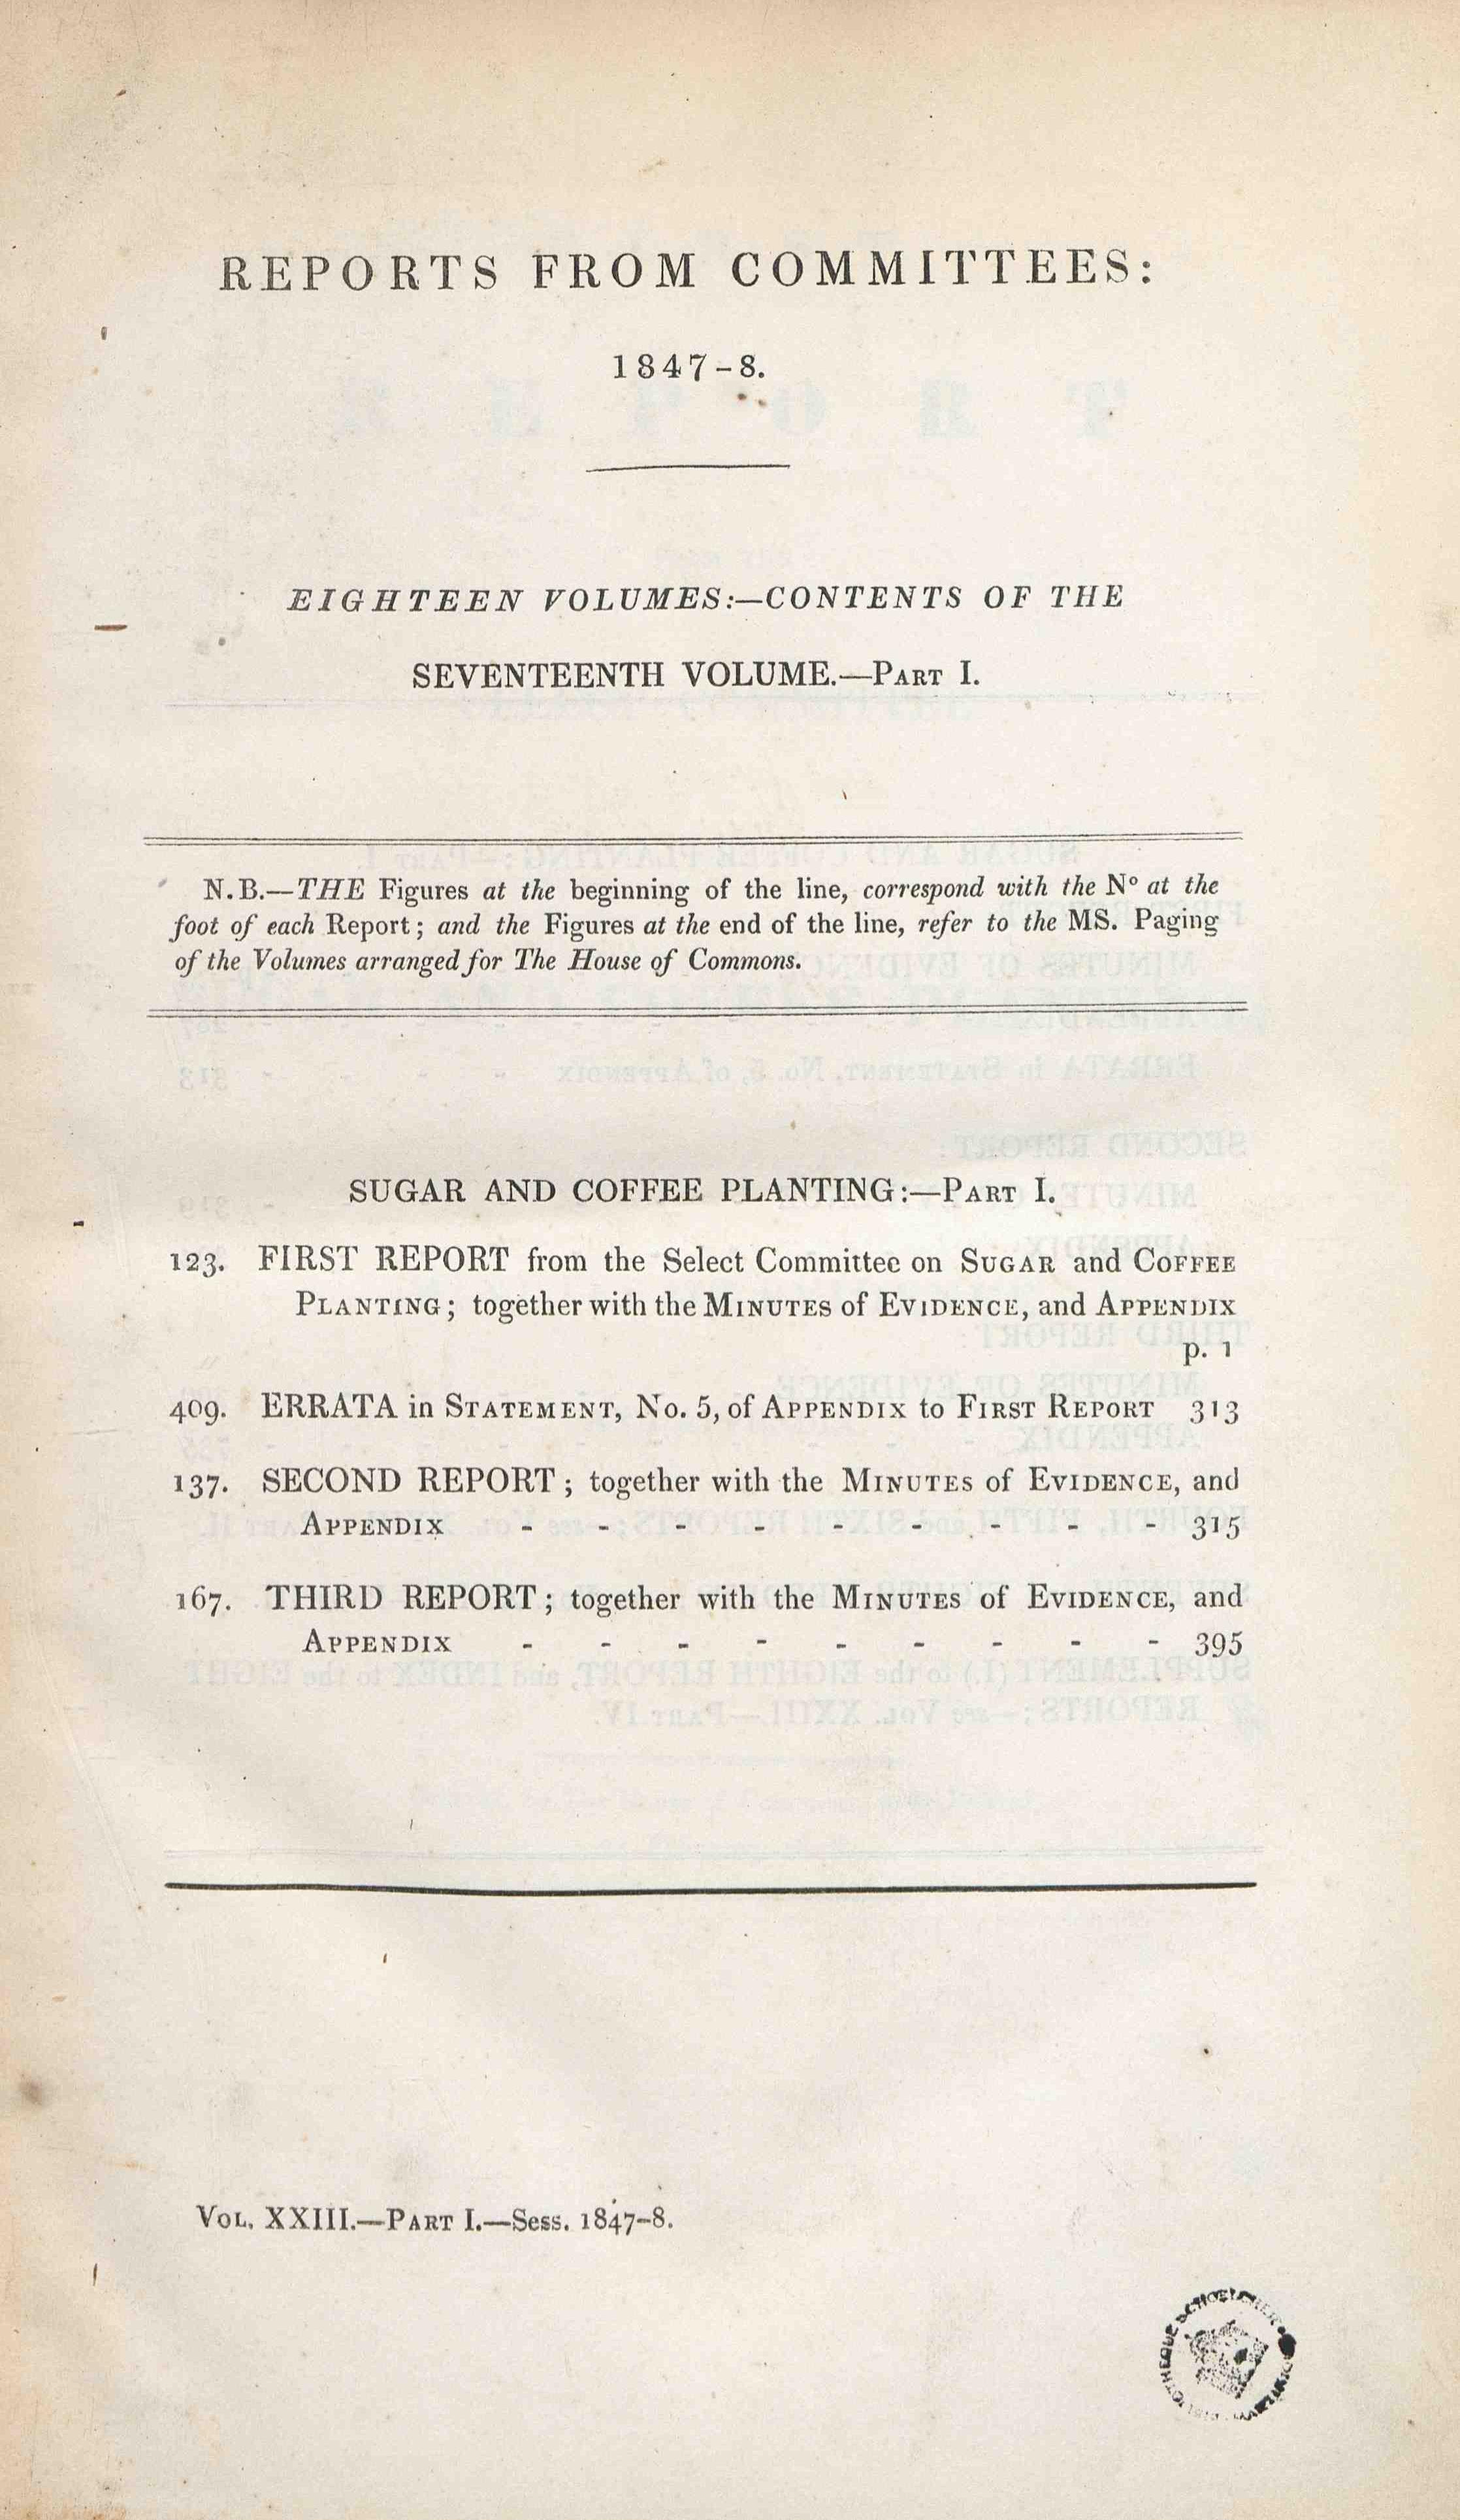 REPORTS FROM COMMITTEES:
1847-8.
EIGHTEEN VOLUMES:—CONTENTS OF THE
SEVENTEENTH VOLUME.—PART I.
N.B.—THE Figures at the beginning of the line, correspond with the Nº at the
foot of each Report; and the Figures at the end of the line, refer to the MS. Paging
of the Volumes arranged for The House of Commons.
SUGAR AND COFFEE PLANTING:—PART I.
123. FIRST REPORT from the Select Committee on SUGAR and COFFEE
PLANTING; together with the MINUTES of EVIDENCE, and APPENDIX
p. 1
409. ERRATA in STATEMENT, No. 5, of APPENDIX to FIRST REPORT 313
137. SECOND REPORT; together with the MINUTES of EVIDENCE, and
APPENDIX - - - - - - - - - 315
167. THIRD REPORT; together with the MINUTES of EVIDENCE, and
APPENDIX - - - - - - - - - 395
VOL. XXIII.—PART I.—Sess. 1847-8.